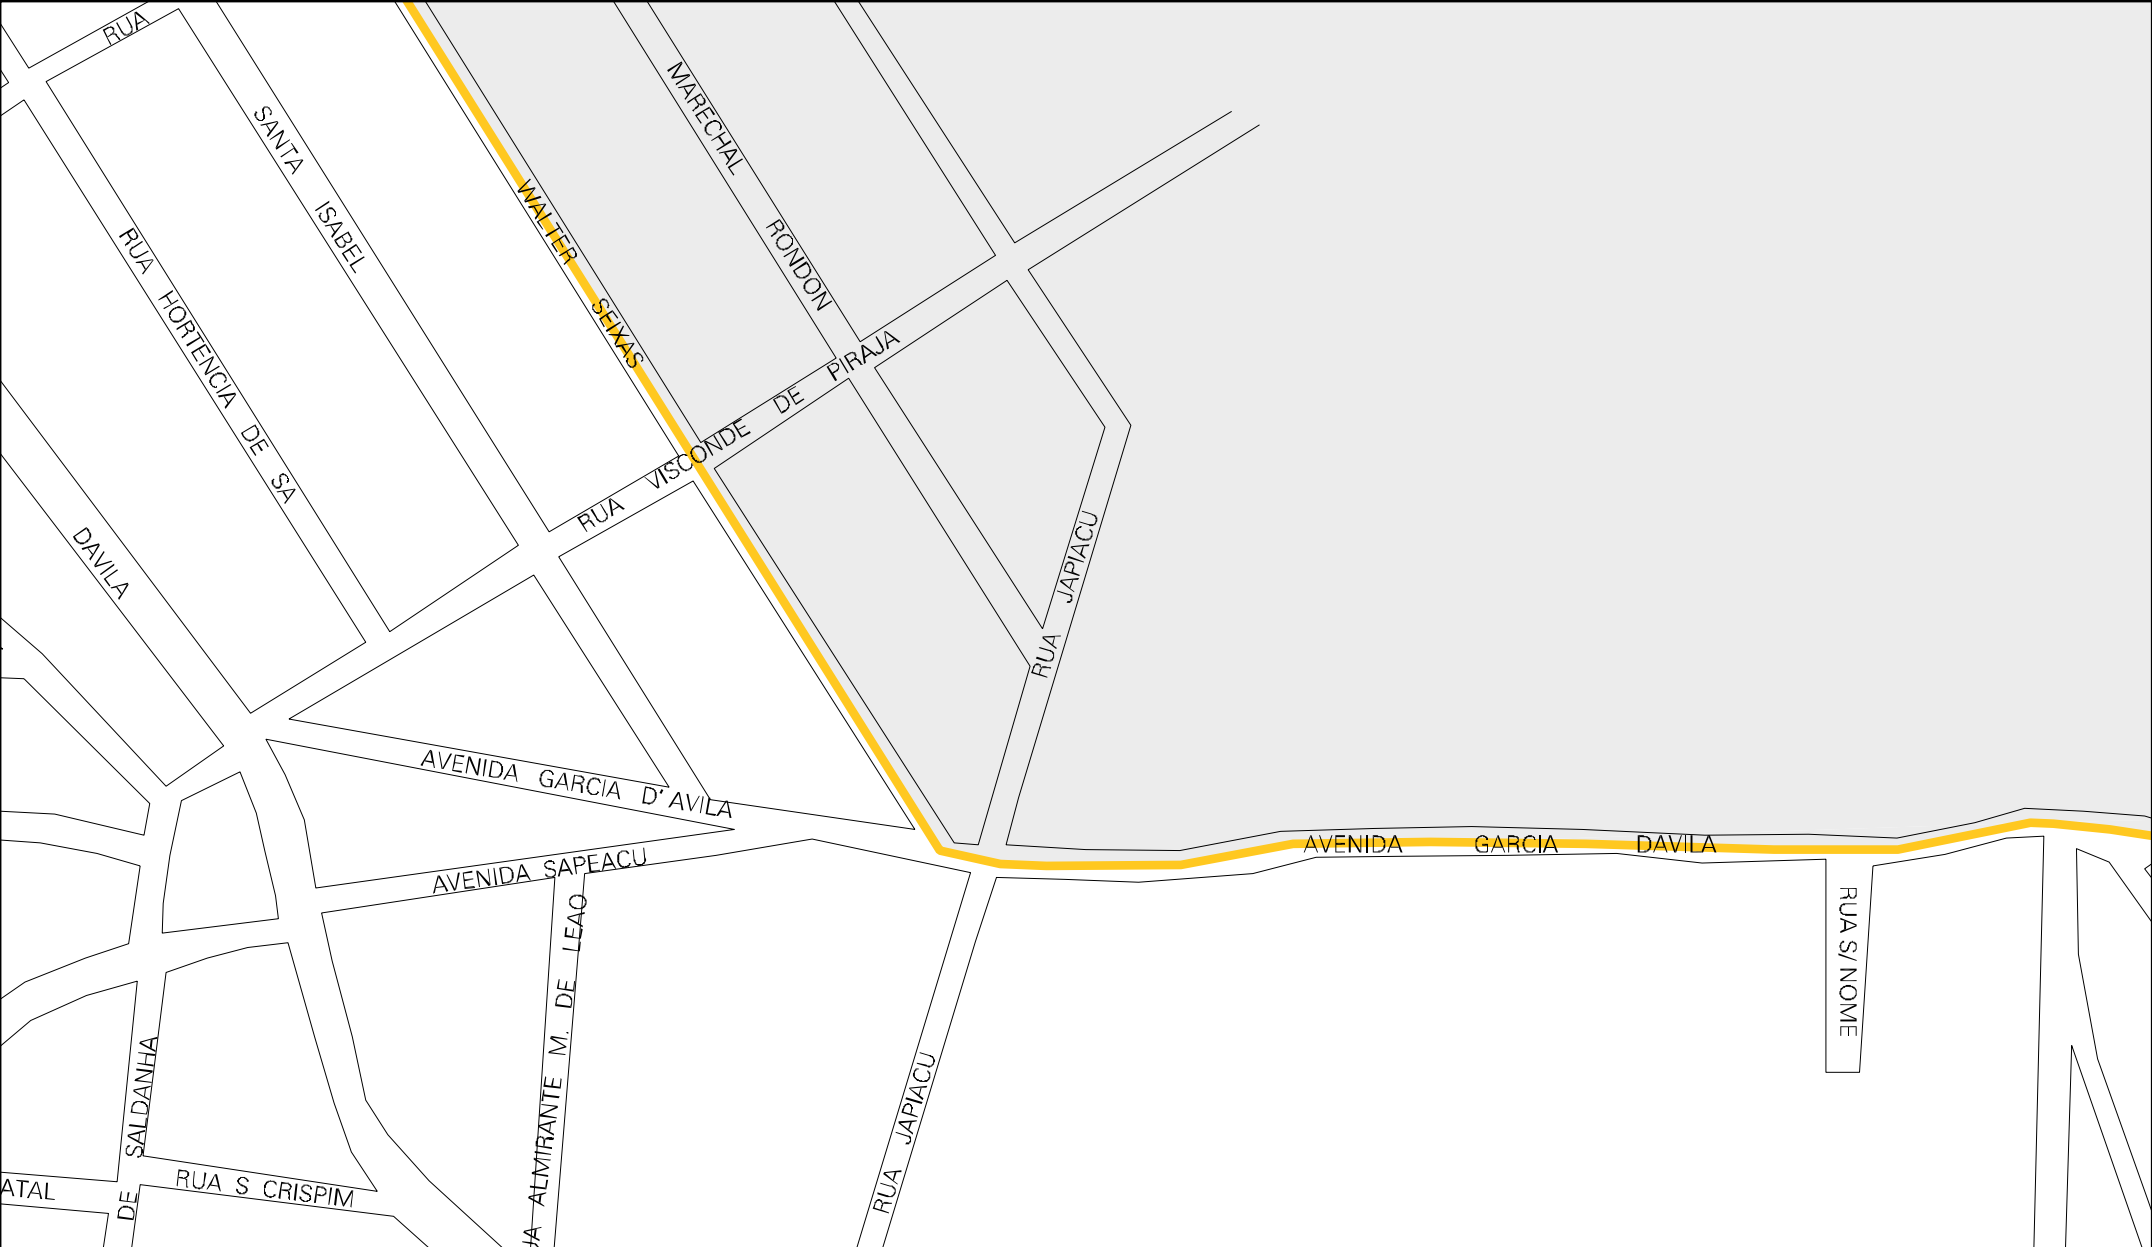 RUA
SANTA ISABEL
MARECHAL RONDON
WALTER SEIXAS
RUA HORTENCIA DE SA
RUA VISCONDE DE PIRAJA
DAVILA
RUA JAPIACU
AVENIDA GARCIA D'AVILA
AVENIDA SAPEACU
AVENIDA GARCIA DAVILA
RUA S/ NOME
UA ALMIRANTE M. DE LEAO
RUA JAPIACU
DE SALDANHA
RUA S CRISPIM
ATAL